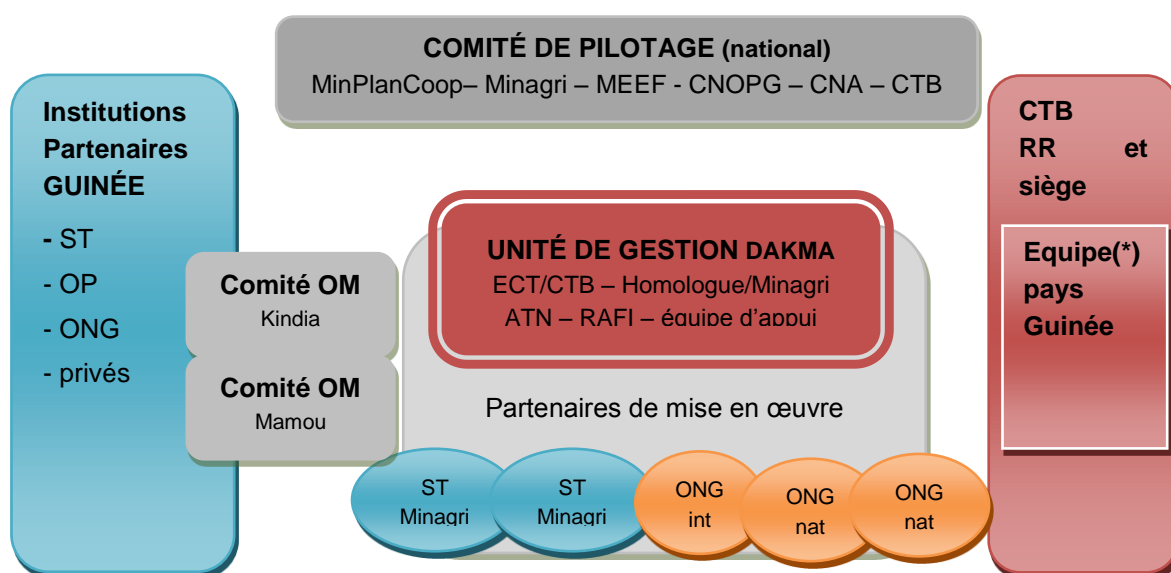 COMITÉ DE PILOTAGE (national)
MinPlanCoop– Minagri – MEEF - CNOPG – CNA – CTB
Institutions
Partenaires
GUINÉE
- ST
- OP
- ONG
- privés
Comité OM
Kindia
Comité OM
Mamou
UNITÉ DE GESTION DAKMA
ECT/CTB – Homologue/Minagri
ATN – RAFI – équipe d'appui
Partenaires de mise en œuvre
ST
Minagri
ST
Minagri
ONG
int
ONG
nat
ONG
nat
CTB
RR et
siège
Equipe(*)
pays
Guinée